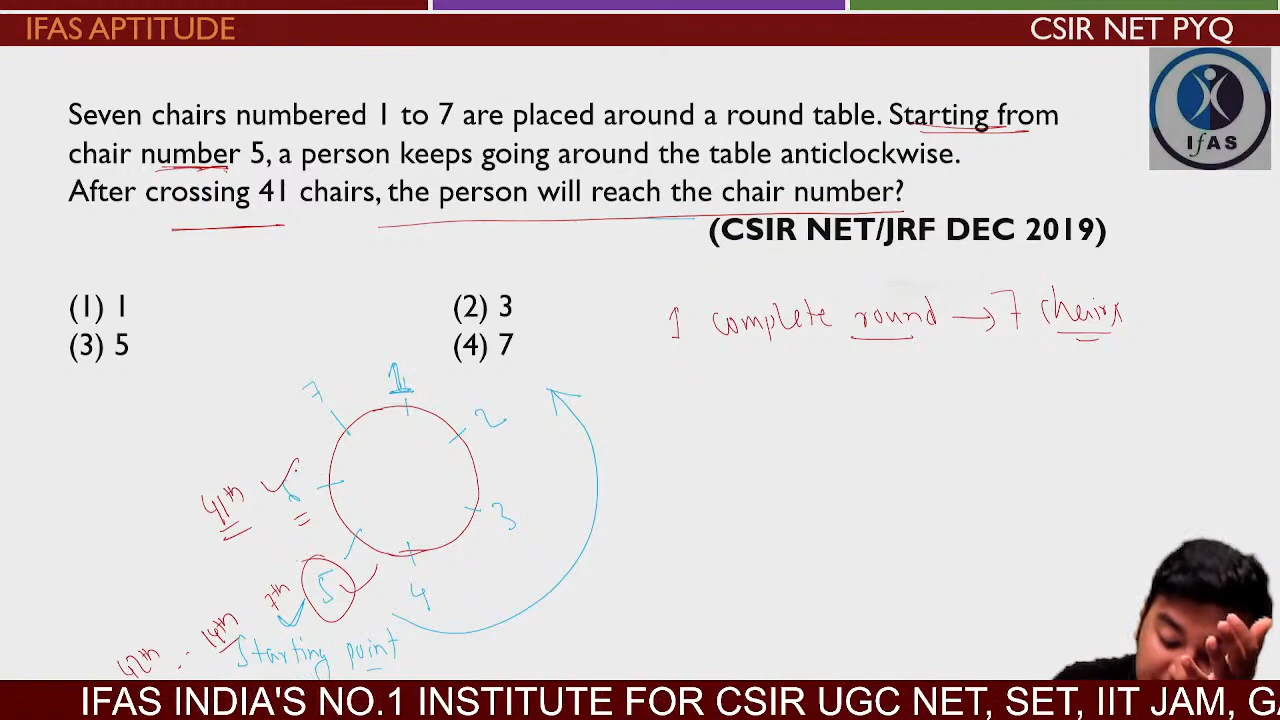 IFAS APTITUDE
CSIR NET PYQ
IfAS
Seven chairs numbered 1 to 7 are placed around a round table. Starting from
chair number 5, a person keeps going around the table anticlockwise.
After crossing 41 chairs, the person will reach the chair number?
(CSIR NET/JRF DEC 2019)
(1) 1
(2) 3
(3) 5
(4) 7
1 complete round → 7 chairs
1
7
2
41th
3
5
4
7th
14th
42th
Starting point
IFAS INDIA'S NO.1 INSTITUTE FOR CSIR UGC NET, SET, IIT JAM, GA